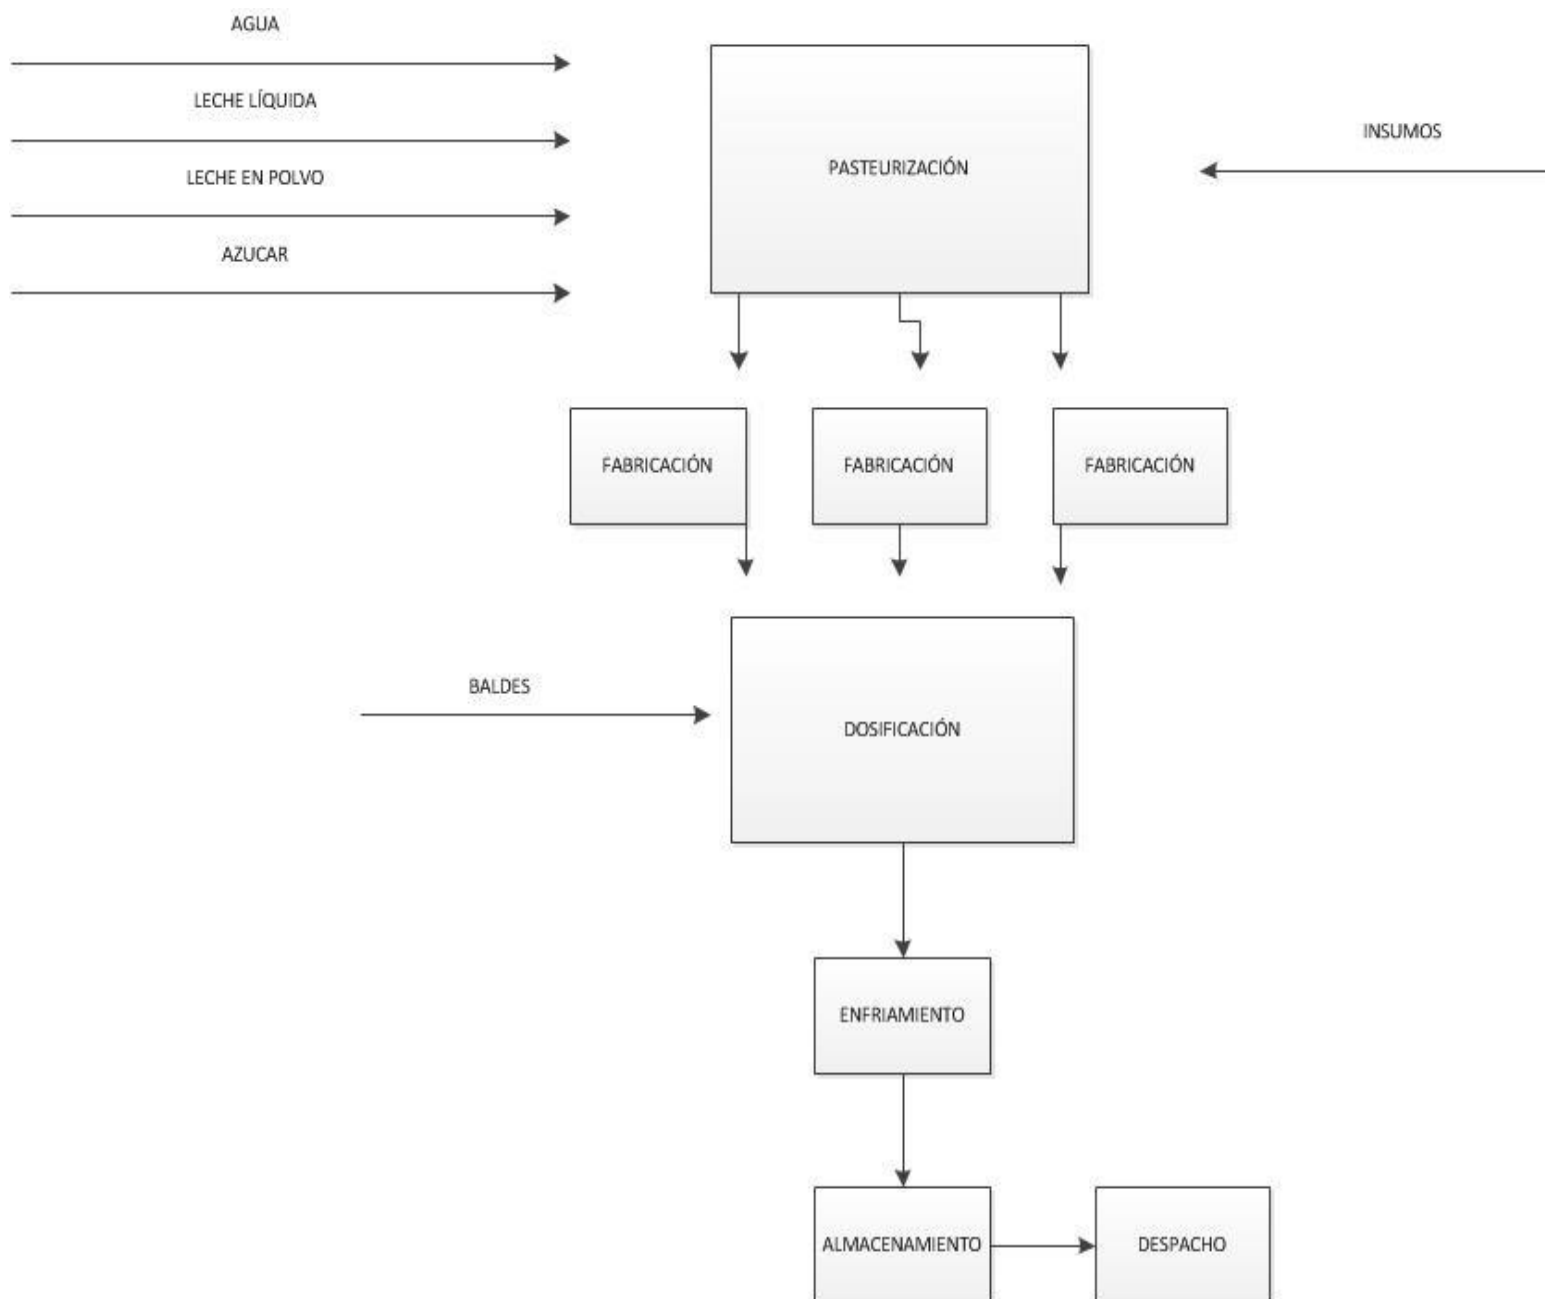 AGUA
LECHE LÍQUIDA
LECHE EN POLVO
AZUCAR
PASTEURIZACIÓN
INSUMOS
FABRICACIÓN
FABRICACIÓN
FABRICACIÓN
BALDES
DOSIFICACIÓN
ENFRIAMIENTO
ALMACENAMIENTO
DESPACHO